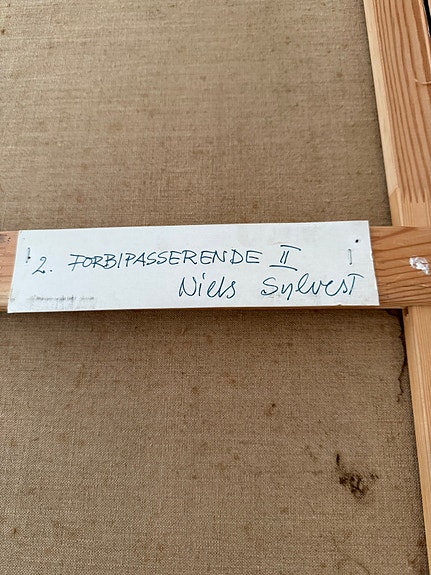 2. FORBIPASSERENDE II
Niels Sylvest